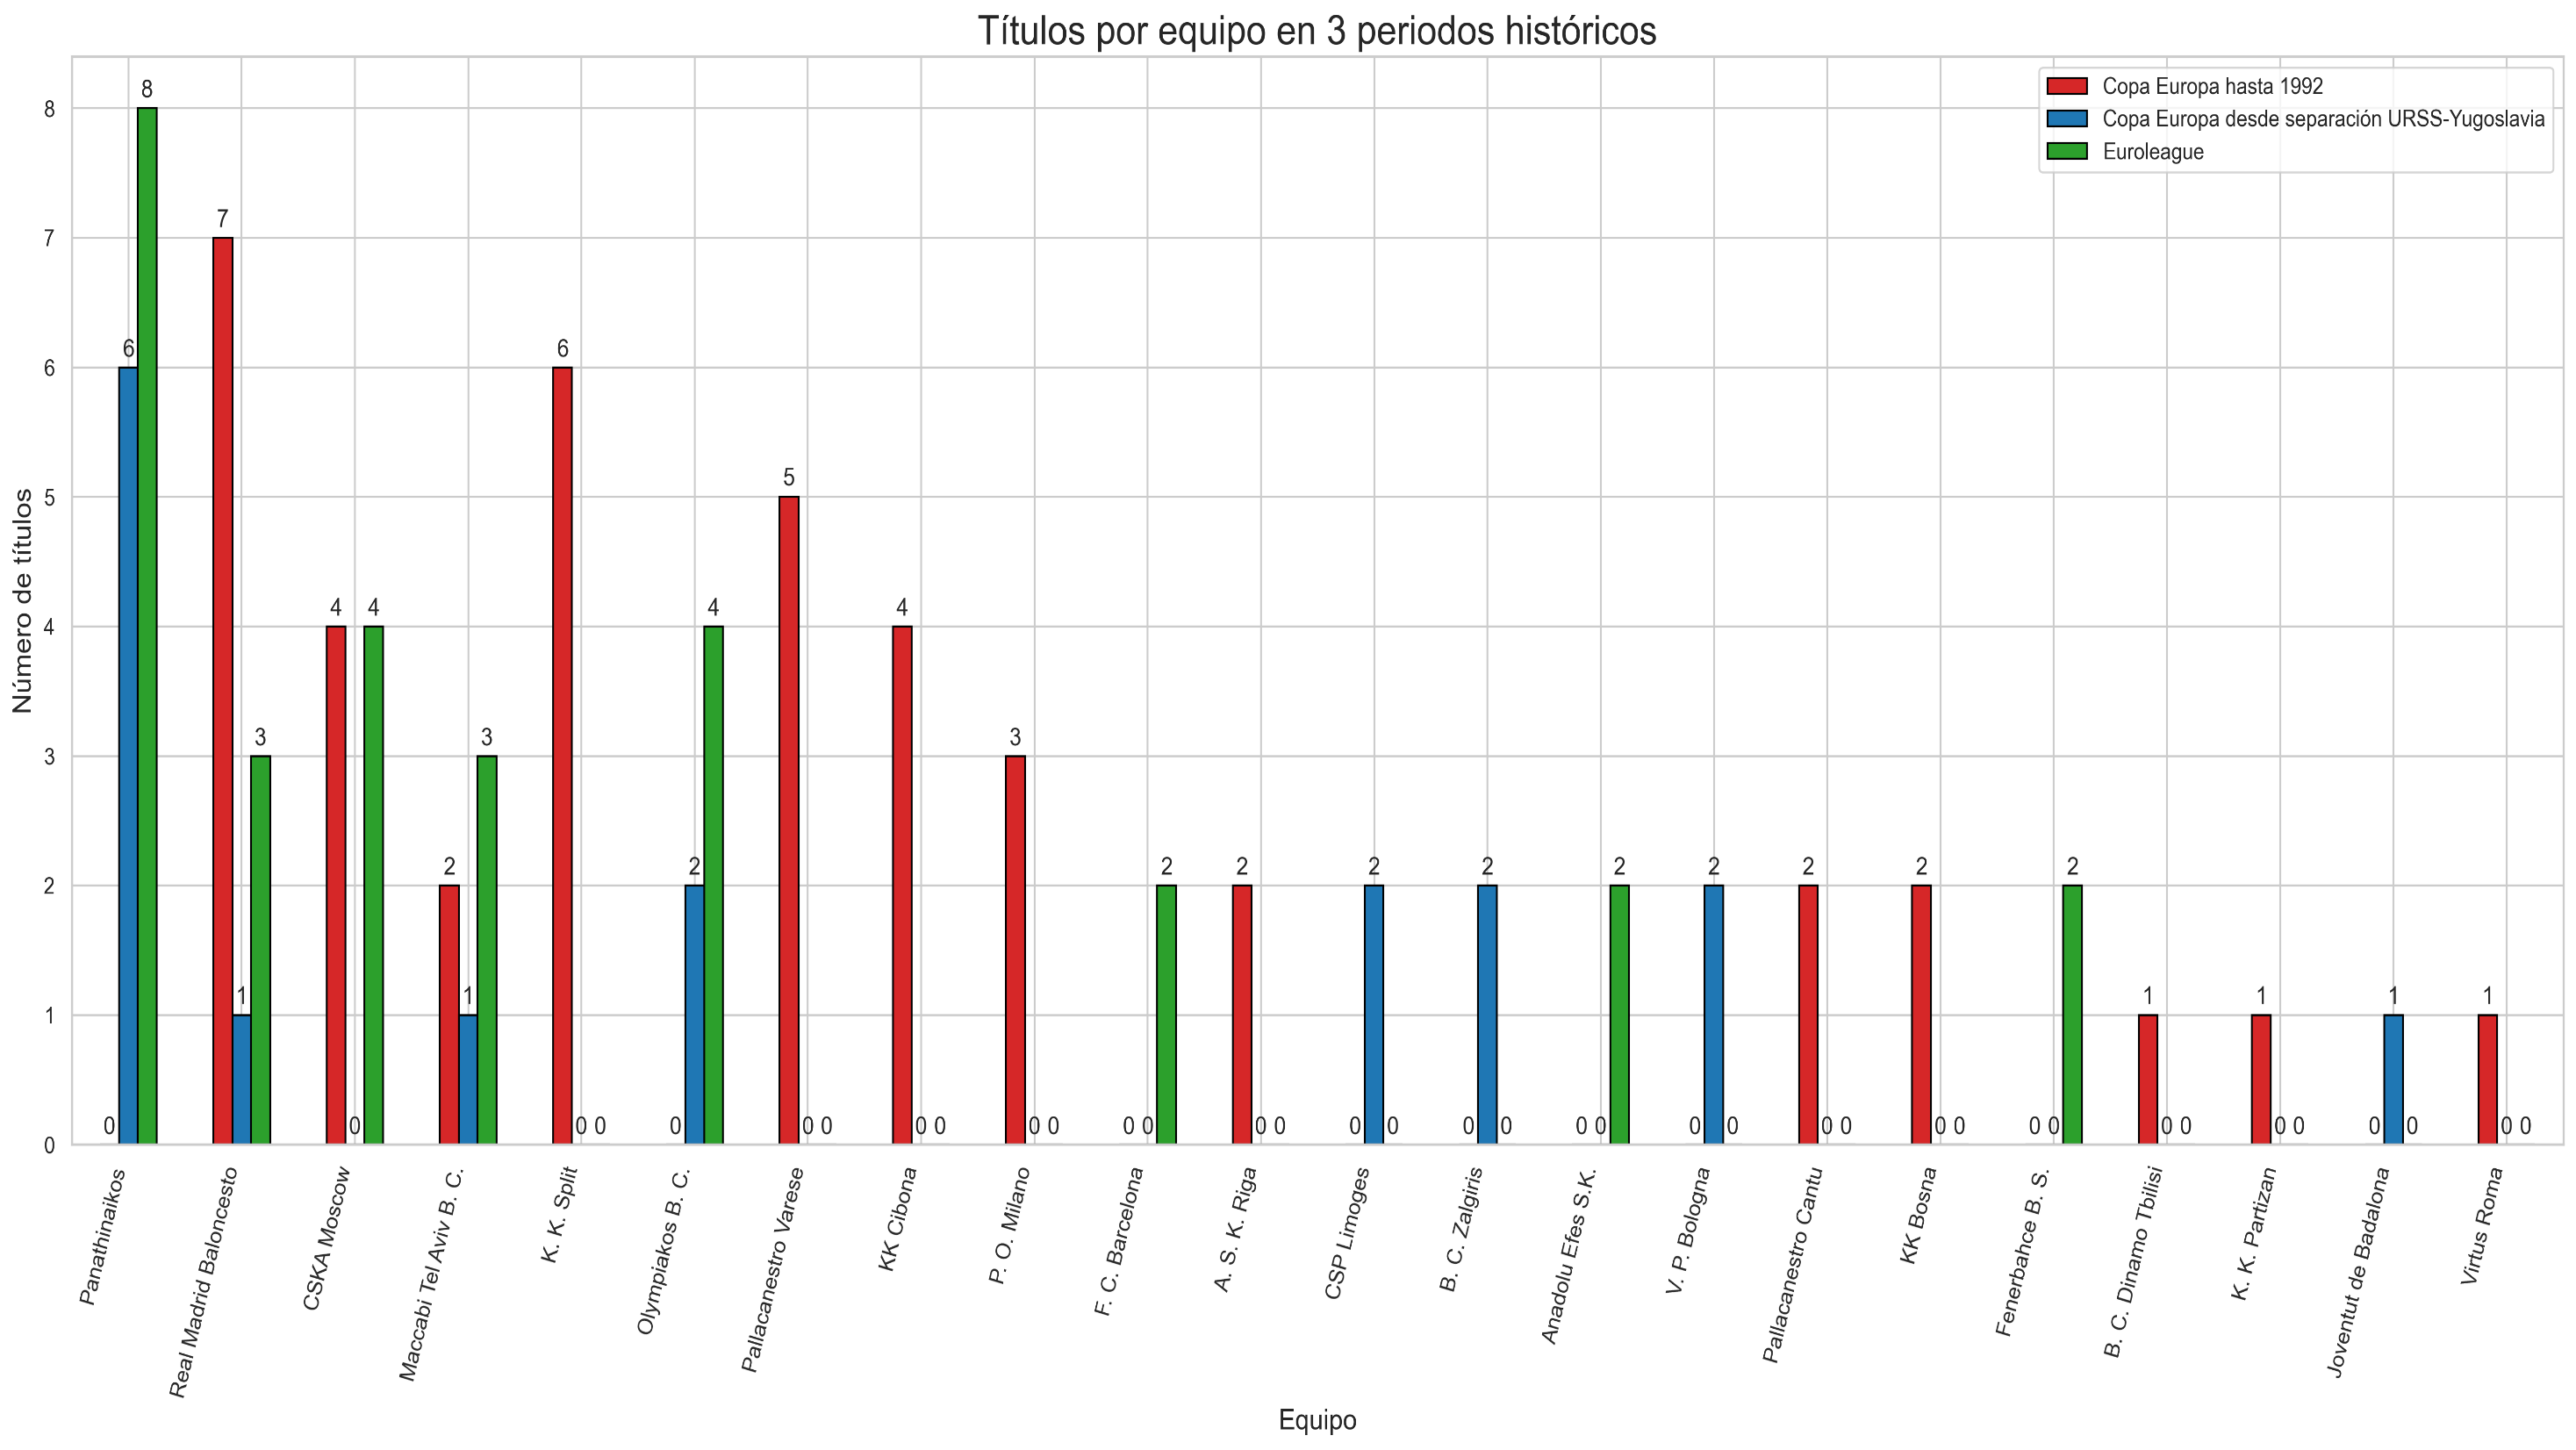 Títulos por equipo en 3 periodos históricos
Copa Europa hasta 1992
Copa Europa desde separación URSS-Yugoslavia
Euroleague
Número de títulos
8
7
6
5
4
3
2
1
0
0 6 8
7 1 3
4 0 4
2 1 3
6 0 0
0 2 4
5 0 0
4 0 0
3 0 0
0 0 2
2 0 0
0 2 0
0 2 0
0 0 2
0 2 0
2 0 0
2 0 0
0 0 2
1 0 0
1 0 0
0 1 0
1 0 0
Panathinaikos
Real Madrid Baloncesto
CSKA Moscow
Maccabi Tel Aviv B. C.
K. K. Split
Olympiakos B. C.
Pallacanestro Varese
KK Cibona
P. O. Milano
F. C. Barcelona
A. S. K. Riga
CSP Limoges
B. C. Zalgiris
Anadolu Efes S.K.
V. P. Bologna
Pallacanestro Cantu
KK Bosna
Fenerbahce B. S.
B. C. Dinamo Tbilisi
K. K. Partizan
Joventut de Badalona
Virtus Roma
Equipo